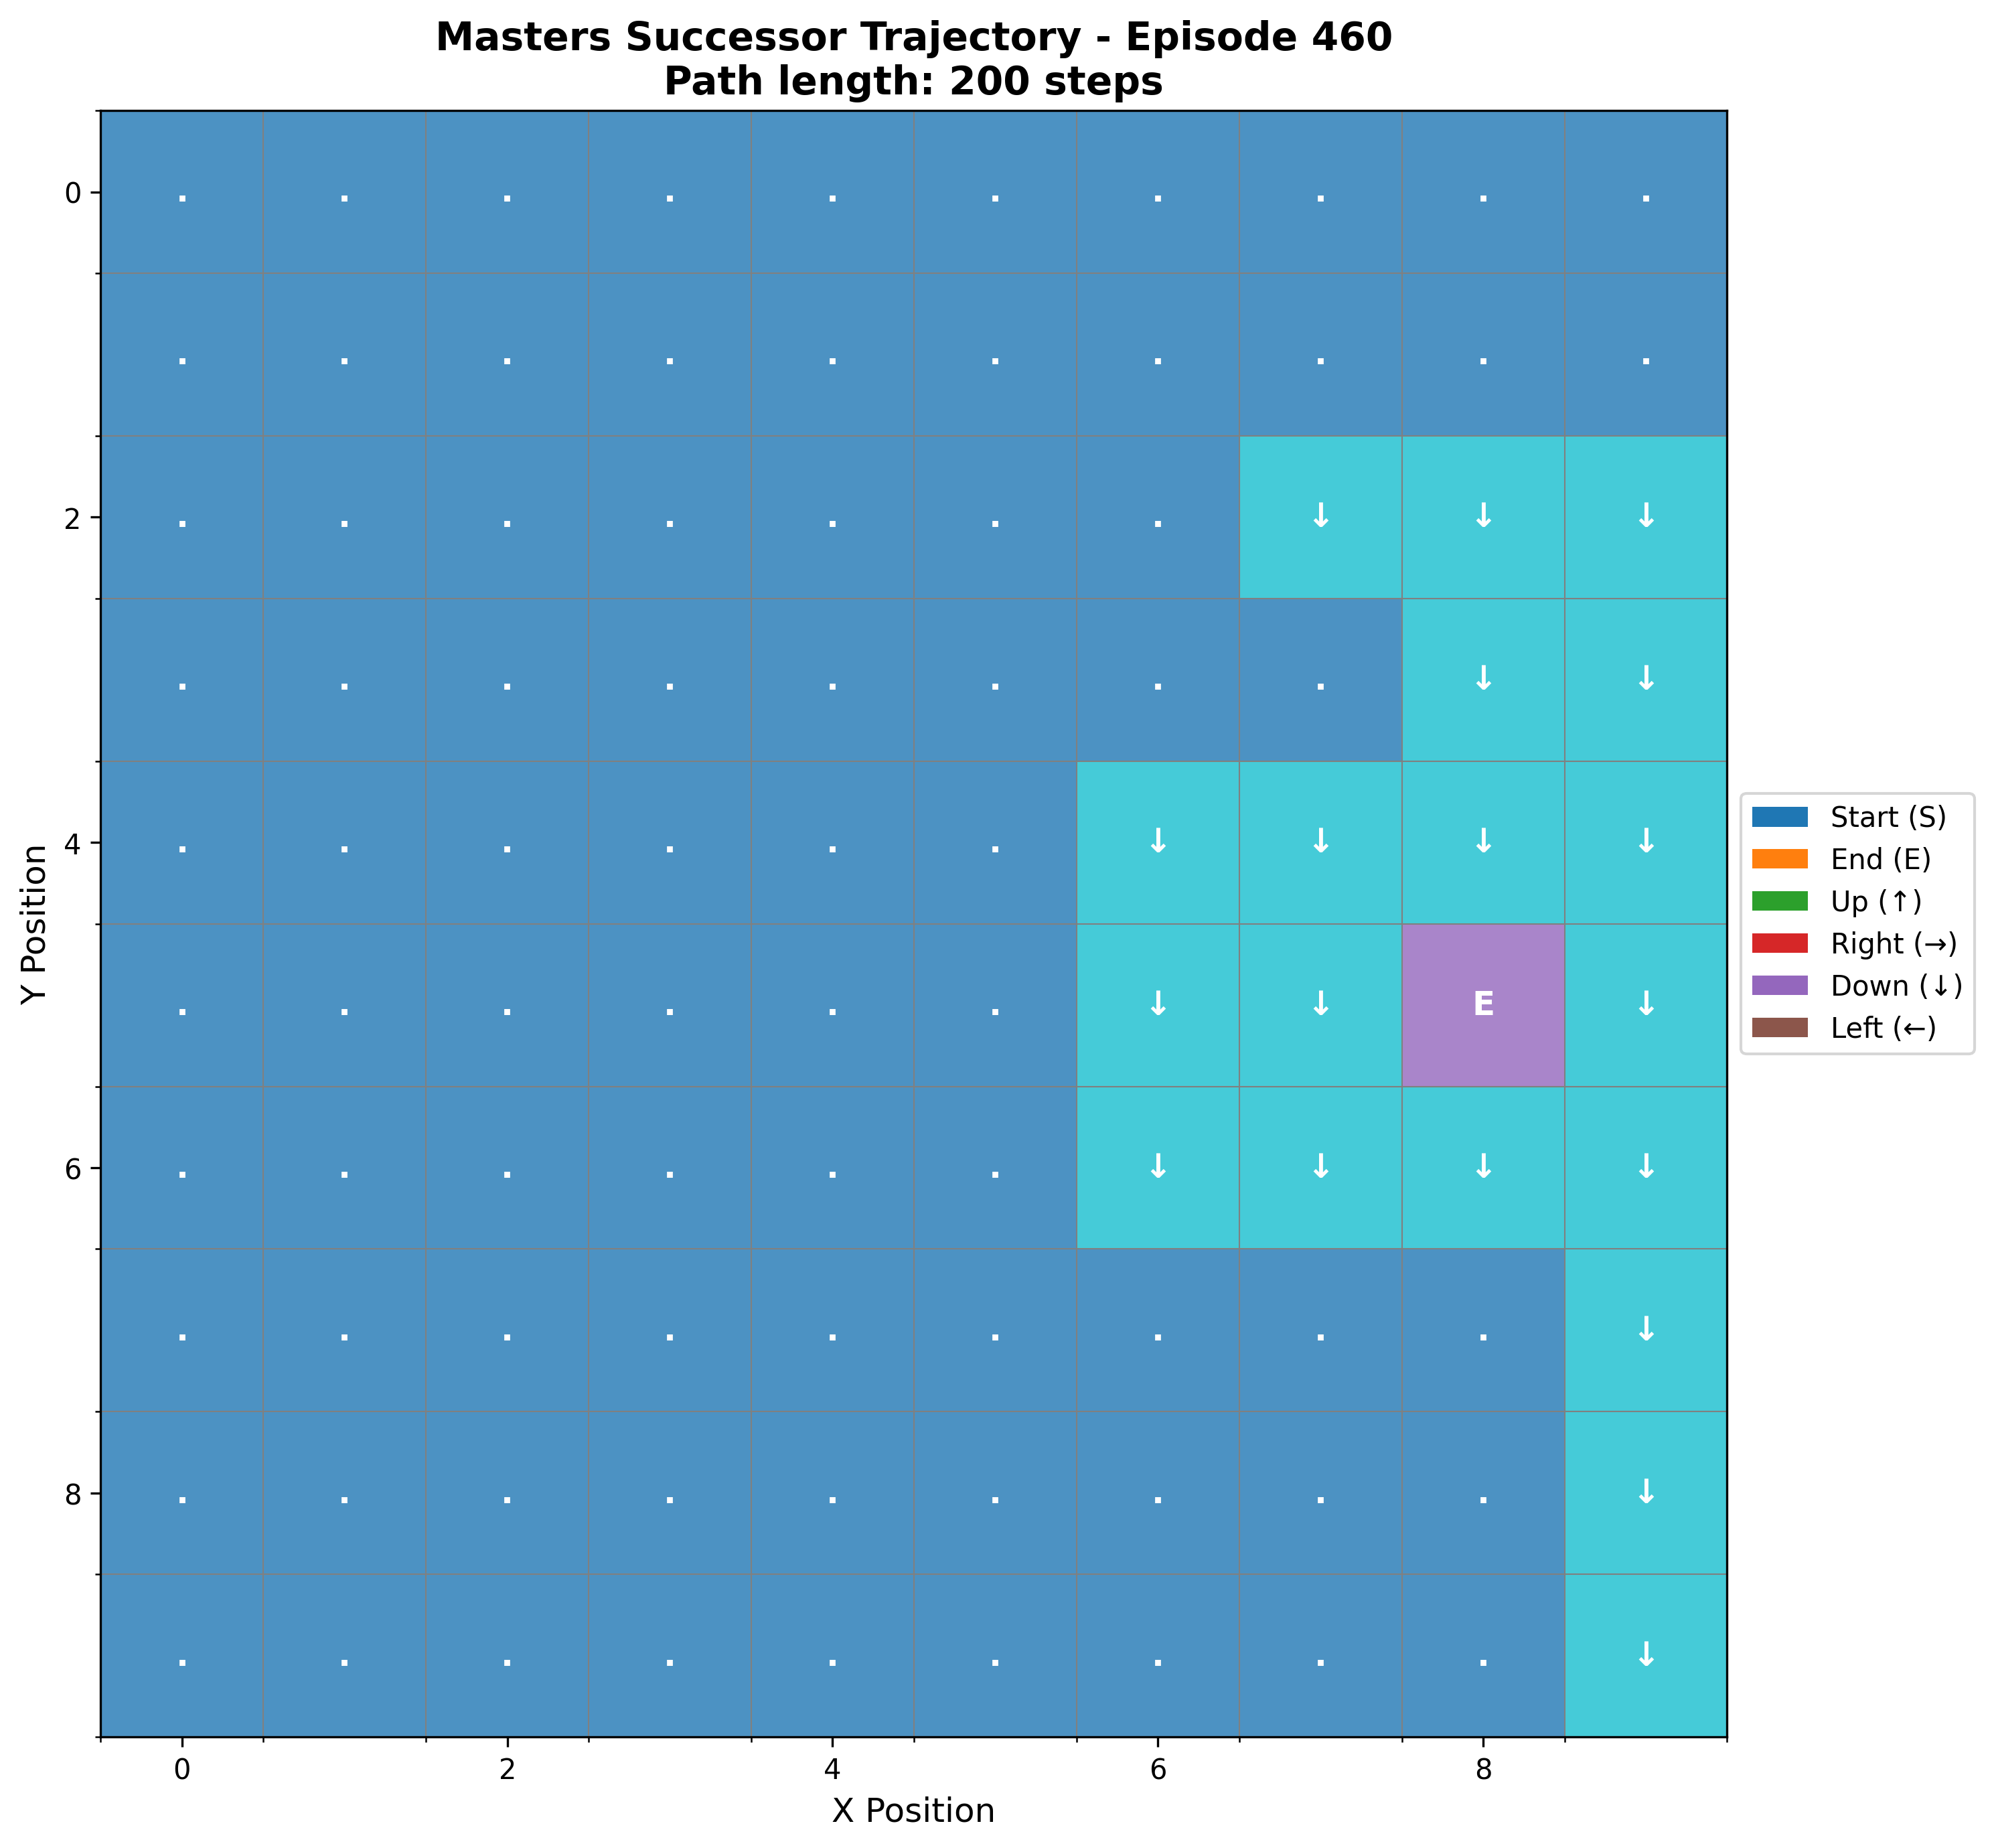 Masters Successor Trajectory - Episode 460
Path length: 200 steps
0 . . . . . . . . . .
. . . . . . . . . .
2 . . . . . . . ↓ ↓ ↓
. . . . . . . . ↓ ↓
4 . . . . . . ↓ ↓ ↓ ↓
. . . . . . ↓ ↓ E ↓
6 . . . . . . ↓ ↓ ↓ ↓
. . . . . . . . . ↓
8 . . . . . . . . . ↓
. . . . . . . . . ↓
0 2 4 6 8
X Position
Y Position
Start (S)
End (E)
Up (↑)
Right (→)
Down (↓)
Left (←)